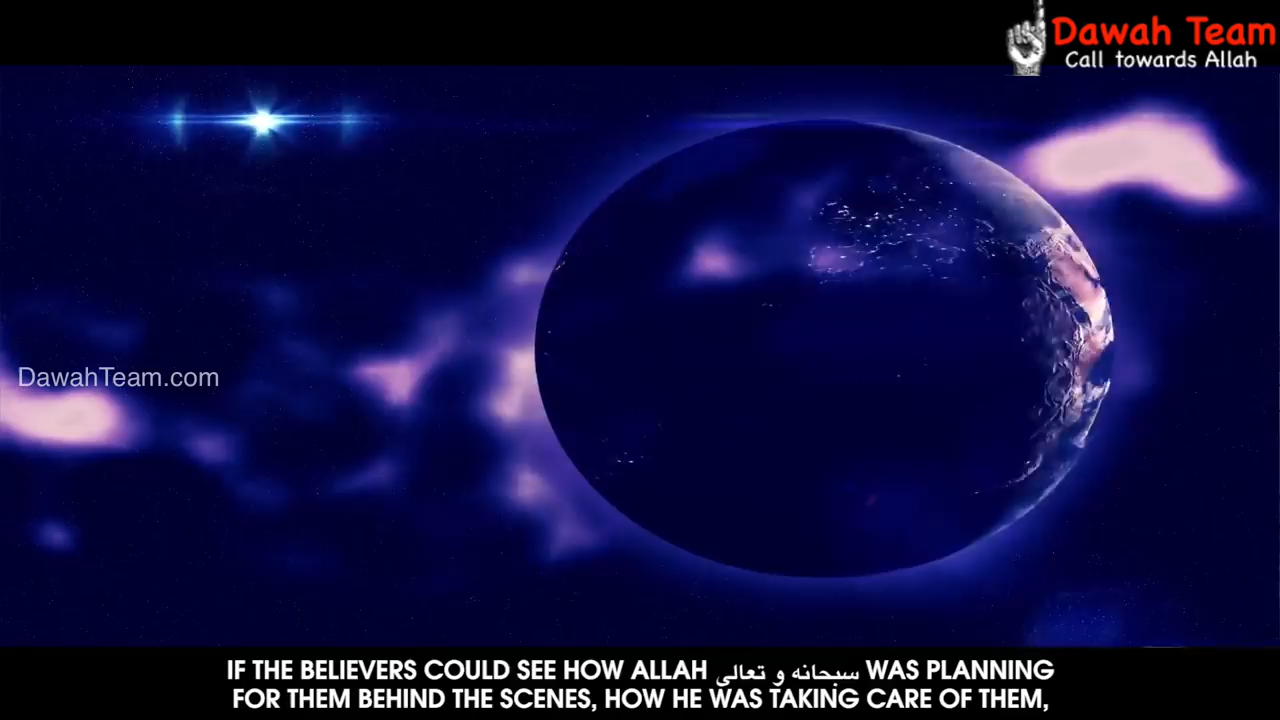 Dawah Team
Call towards Allah
DawahTeam.com
IF THE BELIEVERS COULD SEE HOW ALLAH سبحانه و تعالى WAS PLANNING
FOR THEM BEHIND THE SCENES, HOW HE WAS TAKING CARE OF THEM,